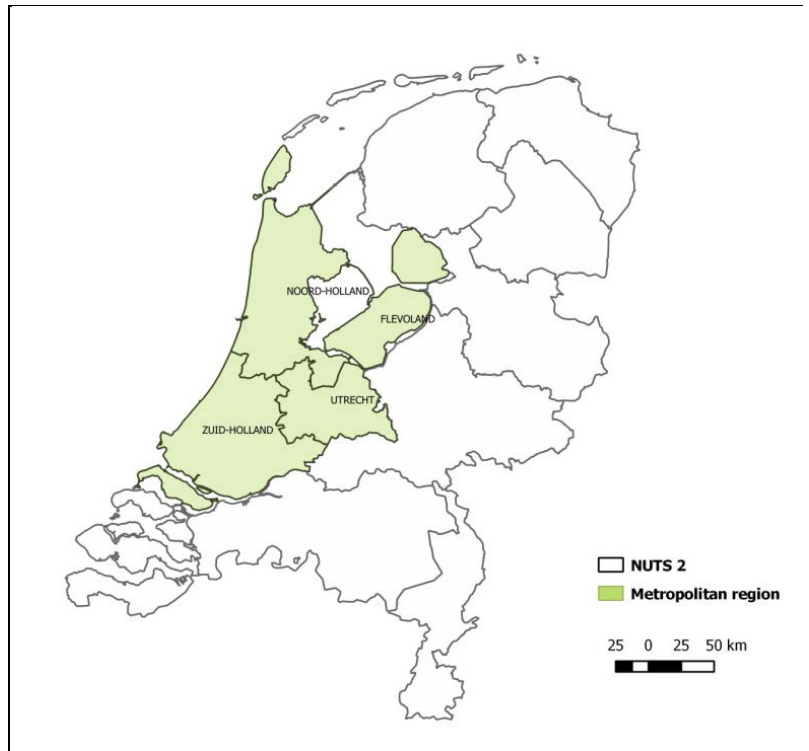 NOORD-HOLLAND
FLEVOLAND
UTRECHT
ZUID-HOLLAND
NUTS 2
Metropolitan region
25 0 25 50 km